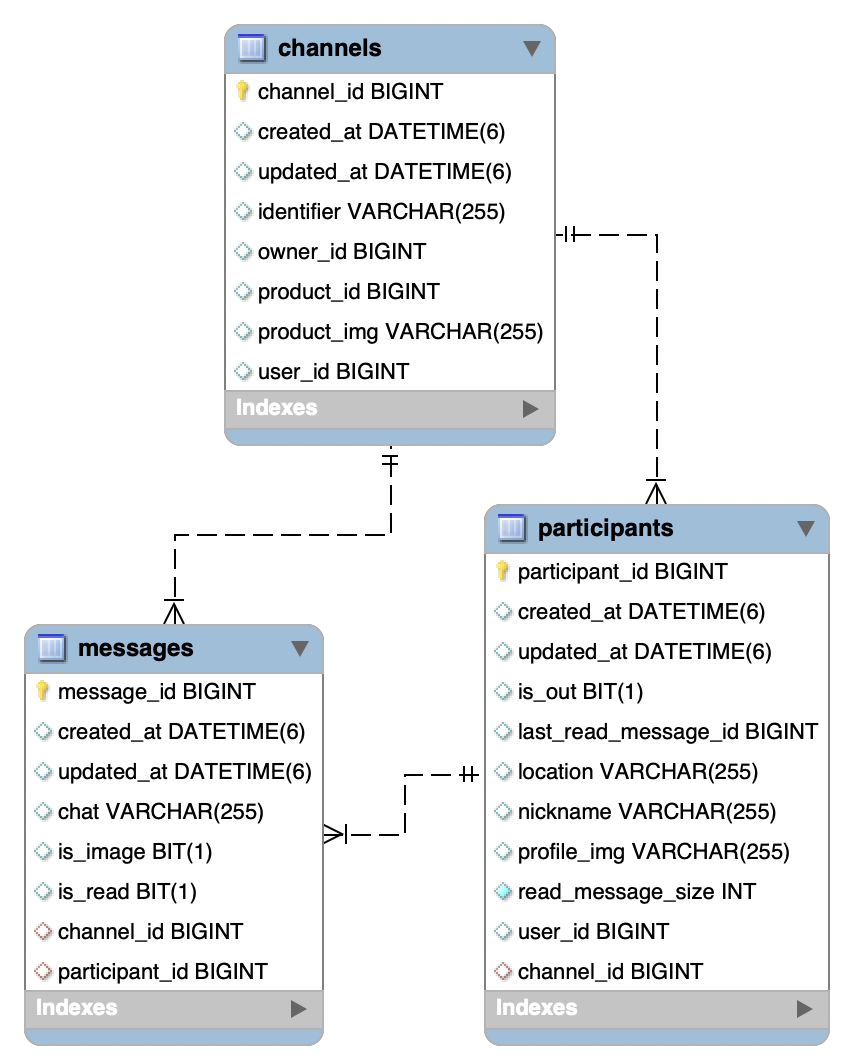 channels
channel_id BIGINT
created_at DATETIME(6)
updated_at DATETIME(6)
identifier VARCHAR(255)
owner_id BIGINT
product_id BIGINT
product_img VARCHAR(255)
user_id BIGINT
Indexes
participants
participant_id BIGINT
created_at DATETIME(6)
updated_at DATETIME(6)
is_out BIT(1)
last_read_message_id BIGINT
location VARCHAR(255)
nickname VARCHAR(255)
profile_img VARCHAR(255)
read_message_size INT
user_id BIGINT
channel_id BIGINT
Indexes
messages
message_id BIGINT
created_at DATETIME(6)
updated_at DATETIME(6)
chat VARCHAR(255)
is_image BIT(1)
is_read BIT(1)
channel_id BIGINT
participant_id BIGINT
Indexes